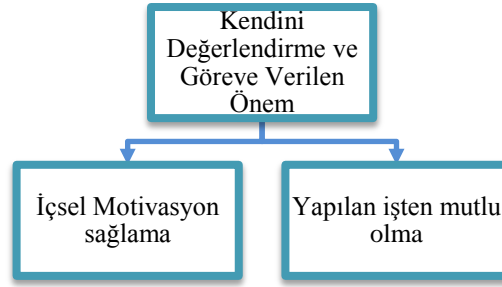 Kendini
Değerlendirme ve
Göreve Verilen
Önem
İçsel Motivasyon
sağlama
Yapılan işten mutlu
olma